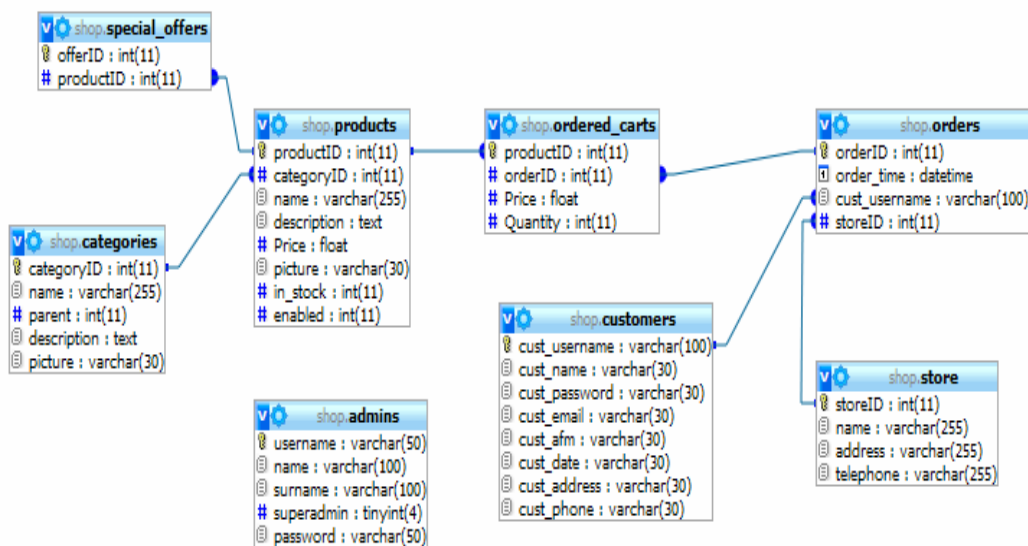 shop.special_offers
offerID : int(11)
# productID : int(11)
shop.products
productID : int(11)
# categoryID : int(11)
name : varchar(255)
description : text
# Price : float
picture : varchar(30)
# in_stock : int(11)
# enabled : int(11)
shop.ordered_carts
productID : int(11)
# orderID : int(11)
# Price : float
# Quantity : int(11)
shop.orders
orderID : int(11)
order_time : datetime
cust_username : varchar(100)
# storeID : int(11)
shop.categories
categoryID : int(11)
name : varchar(255)
# parent : int(11)
description : text
picture : varchar(30)
shop.customers
cust_username : varchar(100)
cust_name : varchar(30)
cust_password : varchar(30)
cust_email : varchar(30)
cust_afm : varchar(30)
cust_date : varchar(30)
cust_address : varchar(30)
cust_phone : varchar(30)
shop.store
storeID : int(11)
name : varchar(255)
address : varchar(255)
telephone : varchar(255)
shop.admins
username : varchar(50)
name : varchar(100)
surname : varchar(100)
# superadmin : tinyint(4)
password : varchar(50)